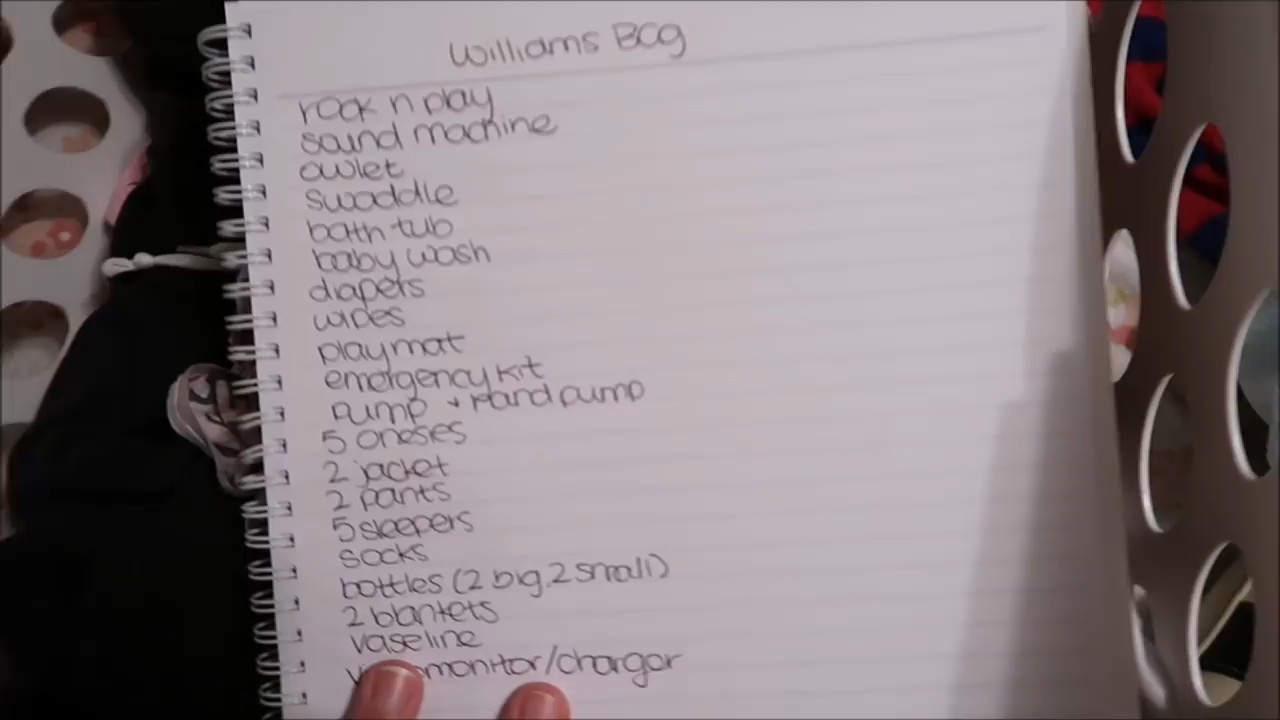 Williams Bag
rock n play
sound machine
owlet
swaddle
bath tub
baby wash
diapers
wipes
playmat
emergency kit
pump + Hand pump
5 oneses
2 jacket
2 pants
5 sleepers
socks
bottles (2 big, 2 small)
2 blankets
vaseline
monitor/charger